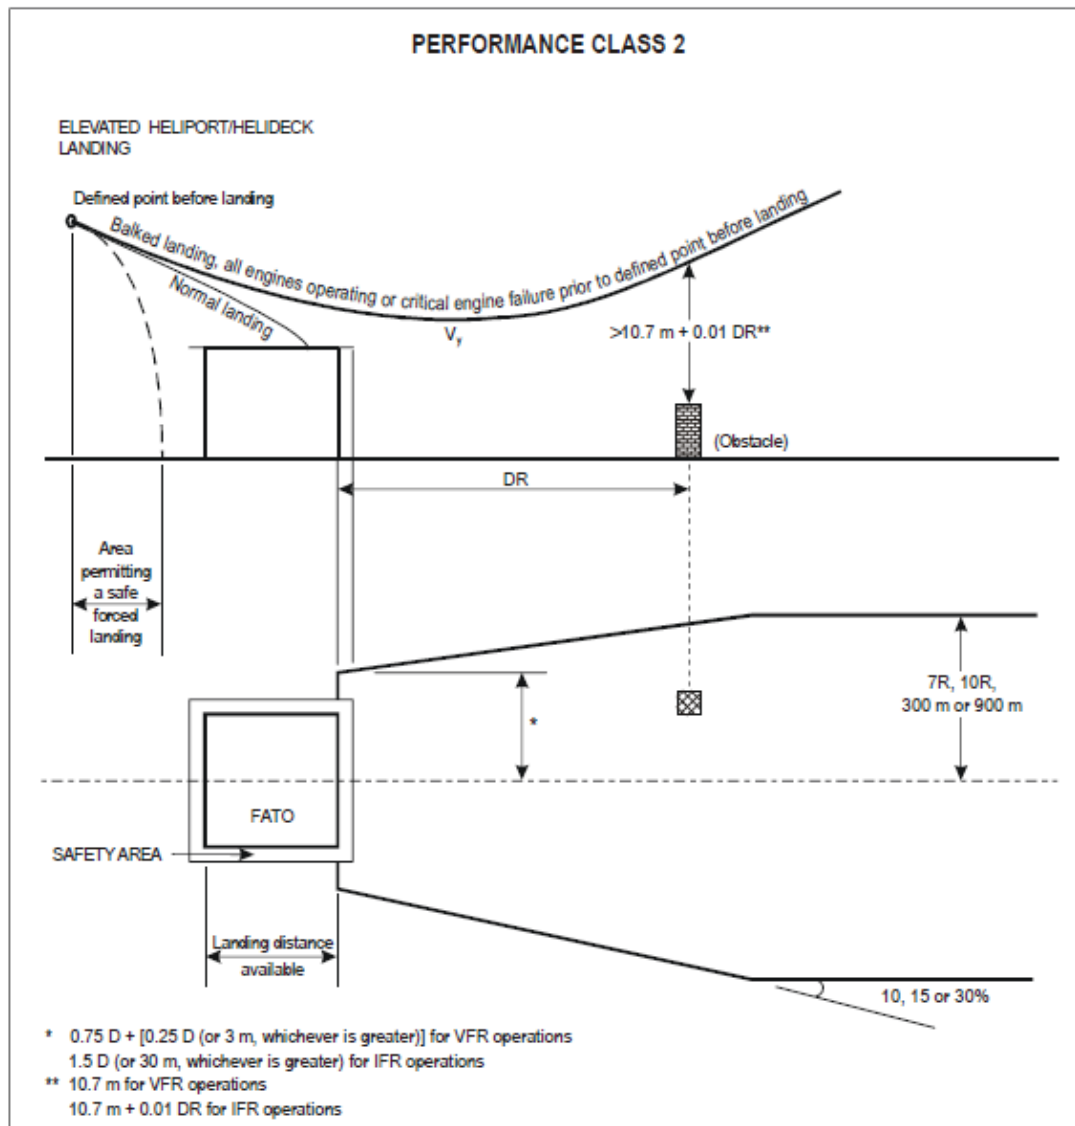 PERFORMANCE CLASS 2
ELEVATED HELIPORT/HELIDECK
LANDING
Defined point before landing
Balked landing, all engines operating or critical engine failure prior to defined point before landing
Normal landing
Vy
>10.7 m + 0.01 DR**
(Obstacle)
DR
Area
permitting
a safe
forced
landing
7R, 10R,
300 m or 900 m
*
FATO
SAFETY AREA
Landing distance
available
10, 15 or 30%
* 0.75 D + [0.25 D (or 3 m, whichever is greater)] for VFR operations
1.5 D (or 30 m, whichever is greater) for IFR operations
** 10.7 m for VFR operations
10.7 m + 0.01 DR for IFR operations